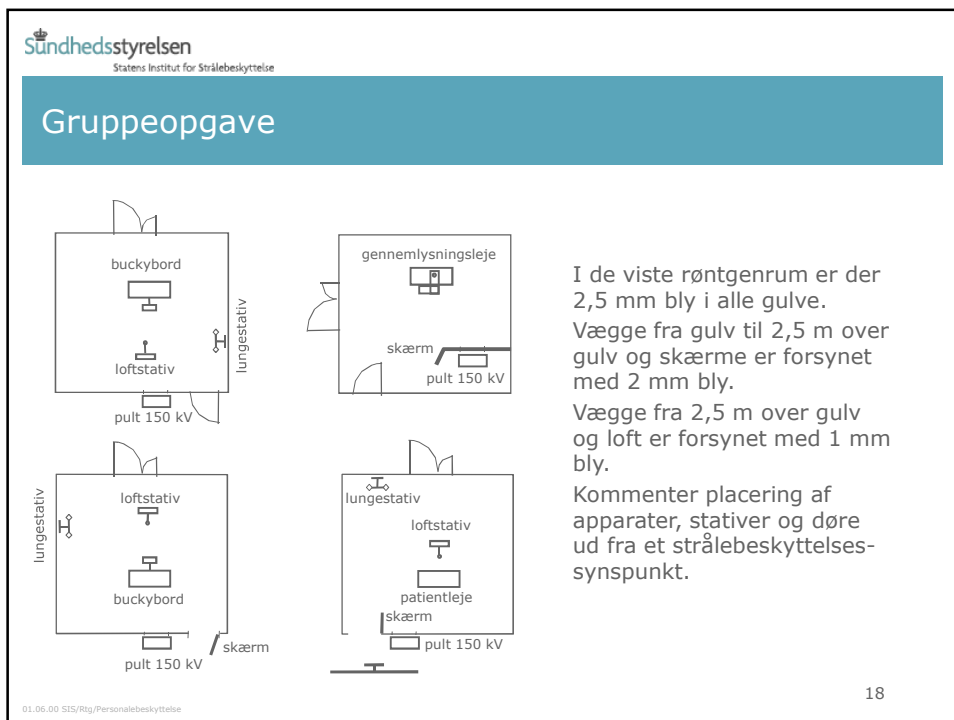 Sundhedsstyrelsen
Statens Institut for Strålebeskyttelse
Gruppeopgave
buckybord
loftstativ
lungestativ
pult 150 kV
gennemlysningsleje
skærm
pult 150 kV
lungestativ
loftstativ
buckybord
skærm
pult 150 kV
lungestativ
loftstativ
patientleje
skærm
pult 150 kV
I de viste røntgenrum er der
2,5 mm bly i alle gulve.
Vægge fra gulv til 2,5 m over
gulv og skærme er forsynet
med 2 mm bly.
Vægge fra 2,5 m over gulv
og loft er forsynet med 1 mm
bly.
Kommenter placering af
apparater, stativer og døre
ud fra et strålebeskyttelses-
synspunkt.
01.06.00 SIS/Rtg/Personalebeskyttelse
18